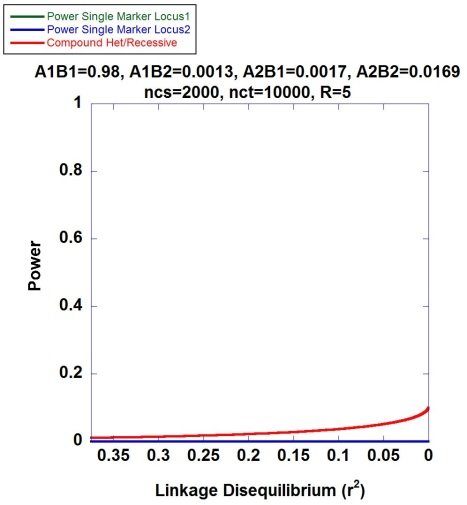 Power Single Marker Locus1
Power Single Marker Locus2
Compound Het/Recessive
A1B1=0.98, A1B2=0.0013, A2B1=0.0017, A2B2=0.0169
ncs=2000, nct=10000, R=5
1
0.8
0.6
0.4
0.2
0
Power
0.35 0.3 0.25 0.2 0.15 0.1 0.05 0
Linkage Disequilibrium (r²)